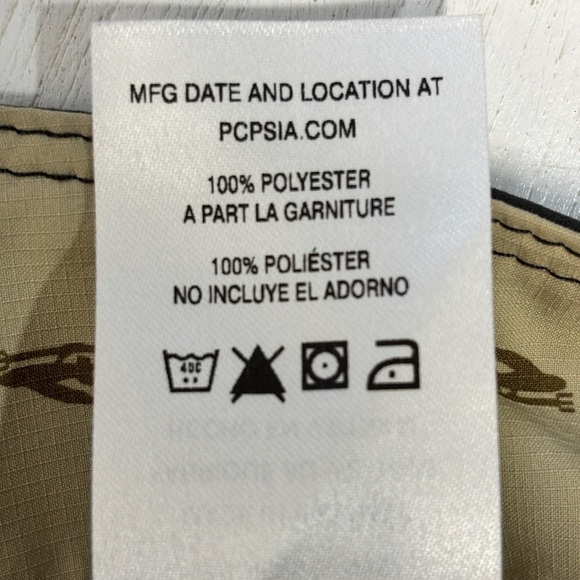 MFG DATE AND LOCATION AT
PCPSIA.COM
100% POLYESTER
A PART LA GARNITURE
100% POLIÉSTER
NO INCLUYE EL ADORNO
40C